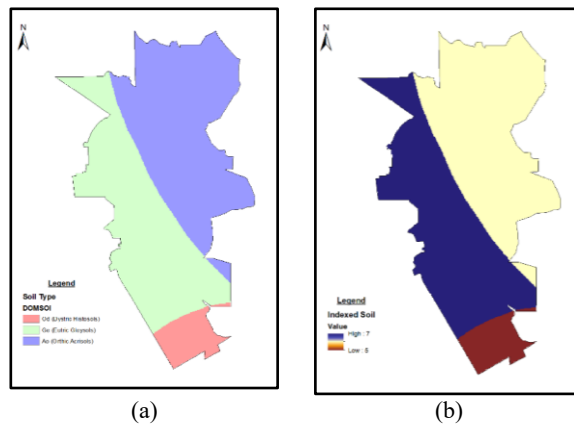 N
Legend
Soil Type
DOMSOI
Od (Dystric Histosols)
Ge (Eutric Gleysols)
Ao (Orthic Acrisols)
(a)
N
Legend
Indexed Soil
Value
High : 7
Low : 5
(b)